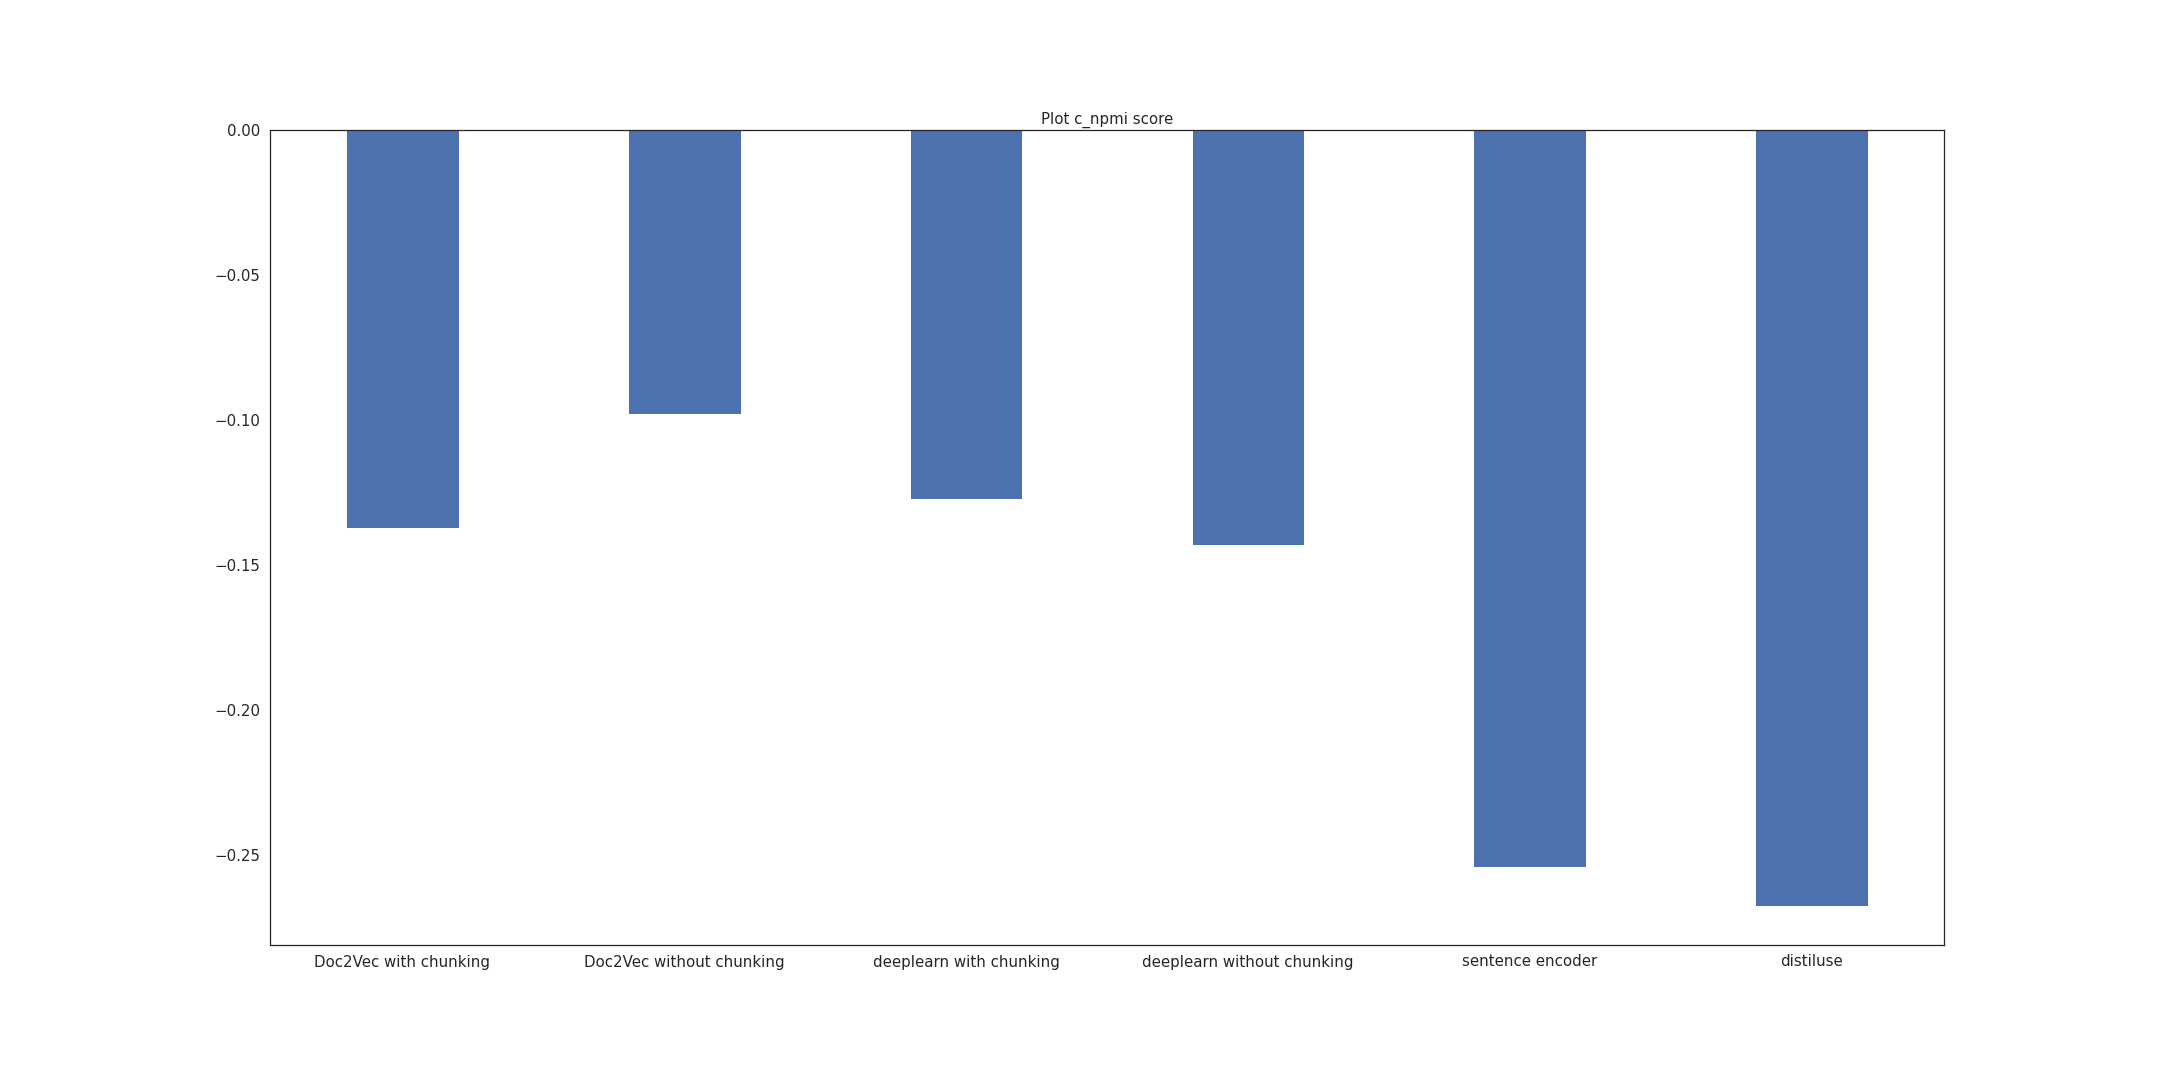 Plot c_npmi score
0.00
−0.05
−0.10
−0.15
−0.20
−0.25
Doc2Vec with chunking
Doc2Vec without chunking
deeplearn with chunking
deeplearn without chunking
sentence encoder
distiluse